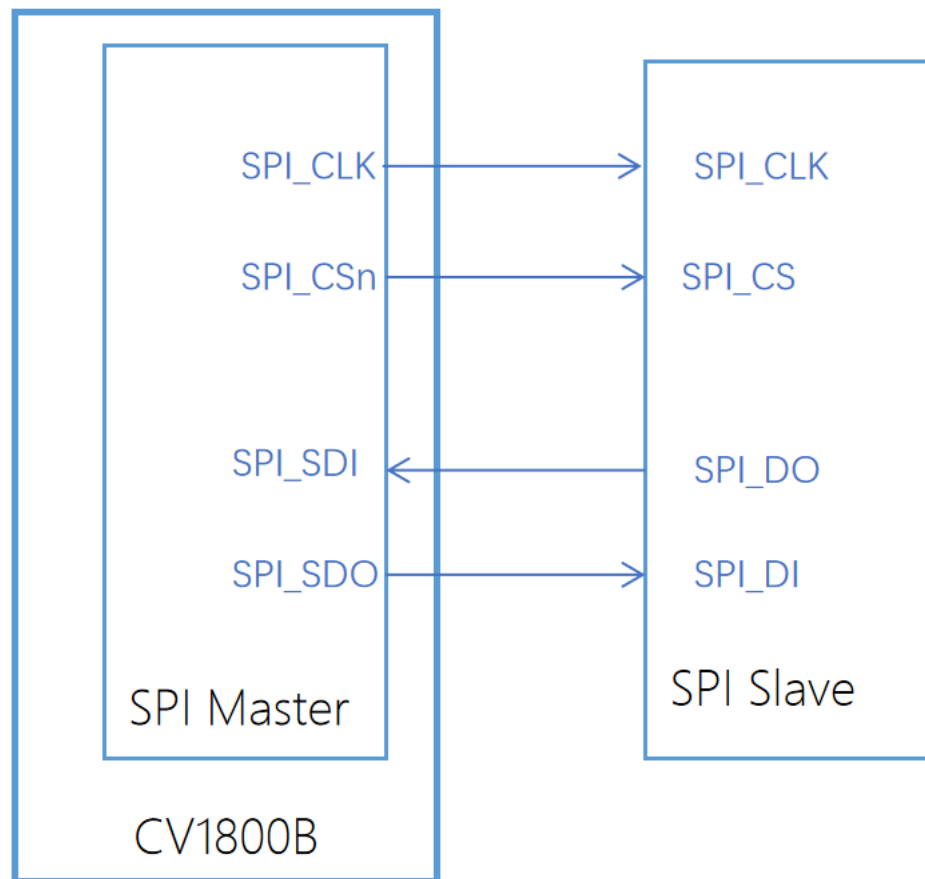 SPI_CLK
SPI_CLK
SPI_CSn
SPI_CS
SPI_SDI
SPI_DO
SPI_SDO
SPI_DI
SPI Master
SPI Slave
CV1800B